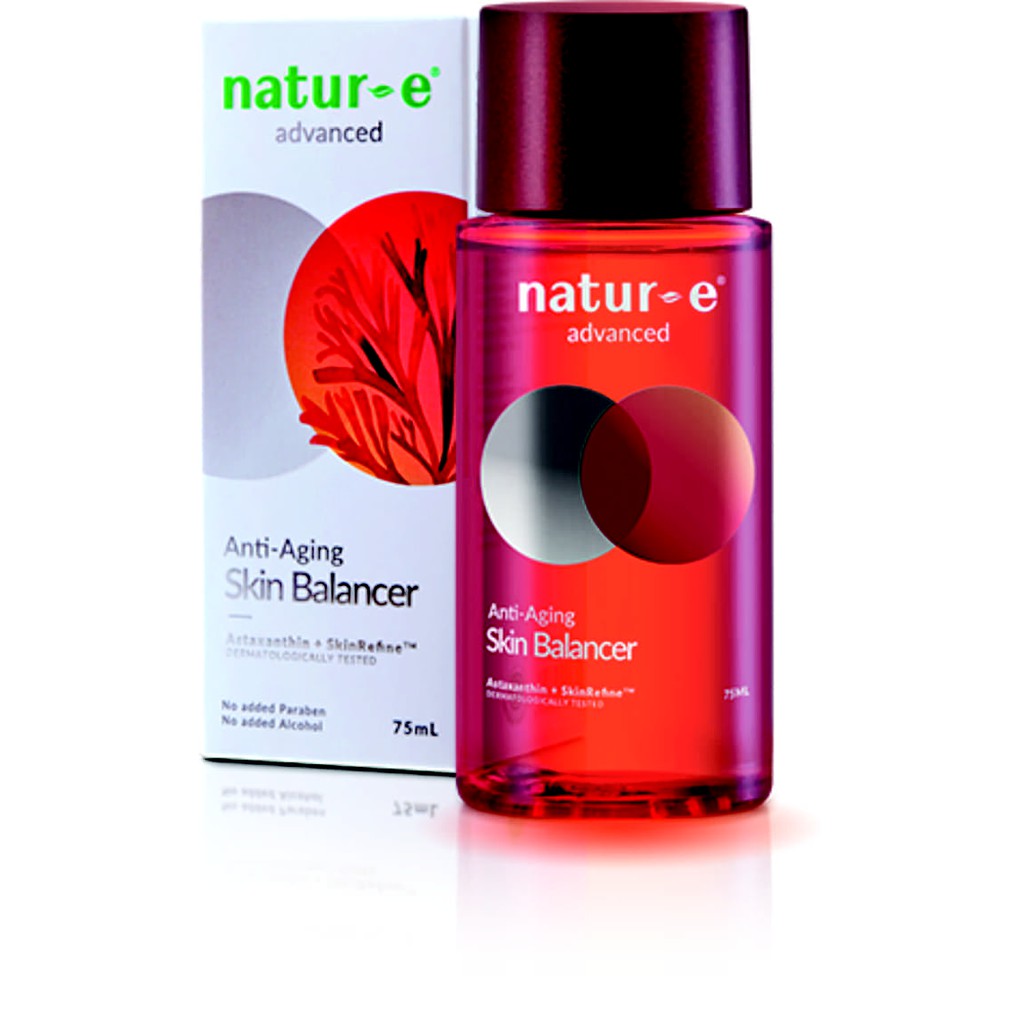 natur-e®
advanced
Anti-Aging
Skin Balancer
Astaxanthin + SkinRefine™
DERMATOLOGICALLY TESTED
No added Paraben
No added Alcohol
75mL
natur-e®
advanced
Anti-Aging
Skin Balancer
Astaxanthin + SkinRefine™
DERMATOLOGICALLY TESTED
75ML